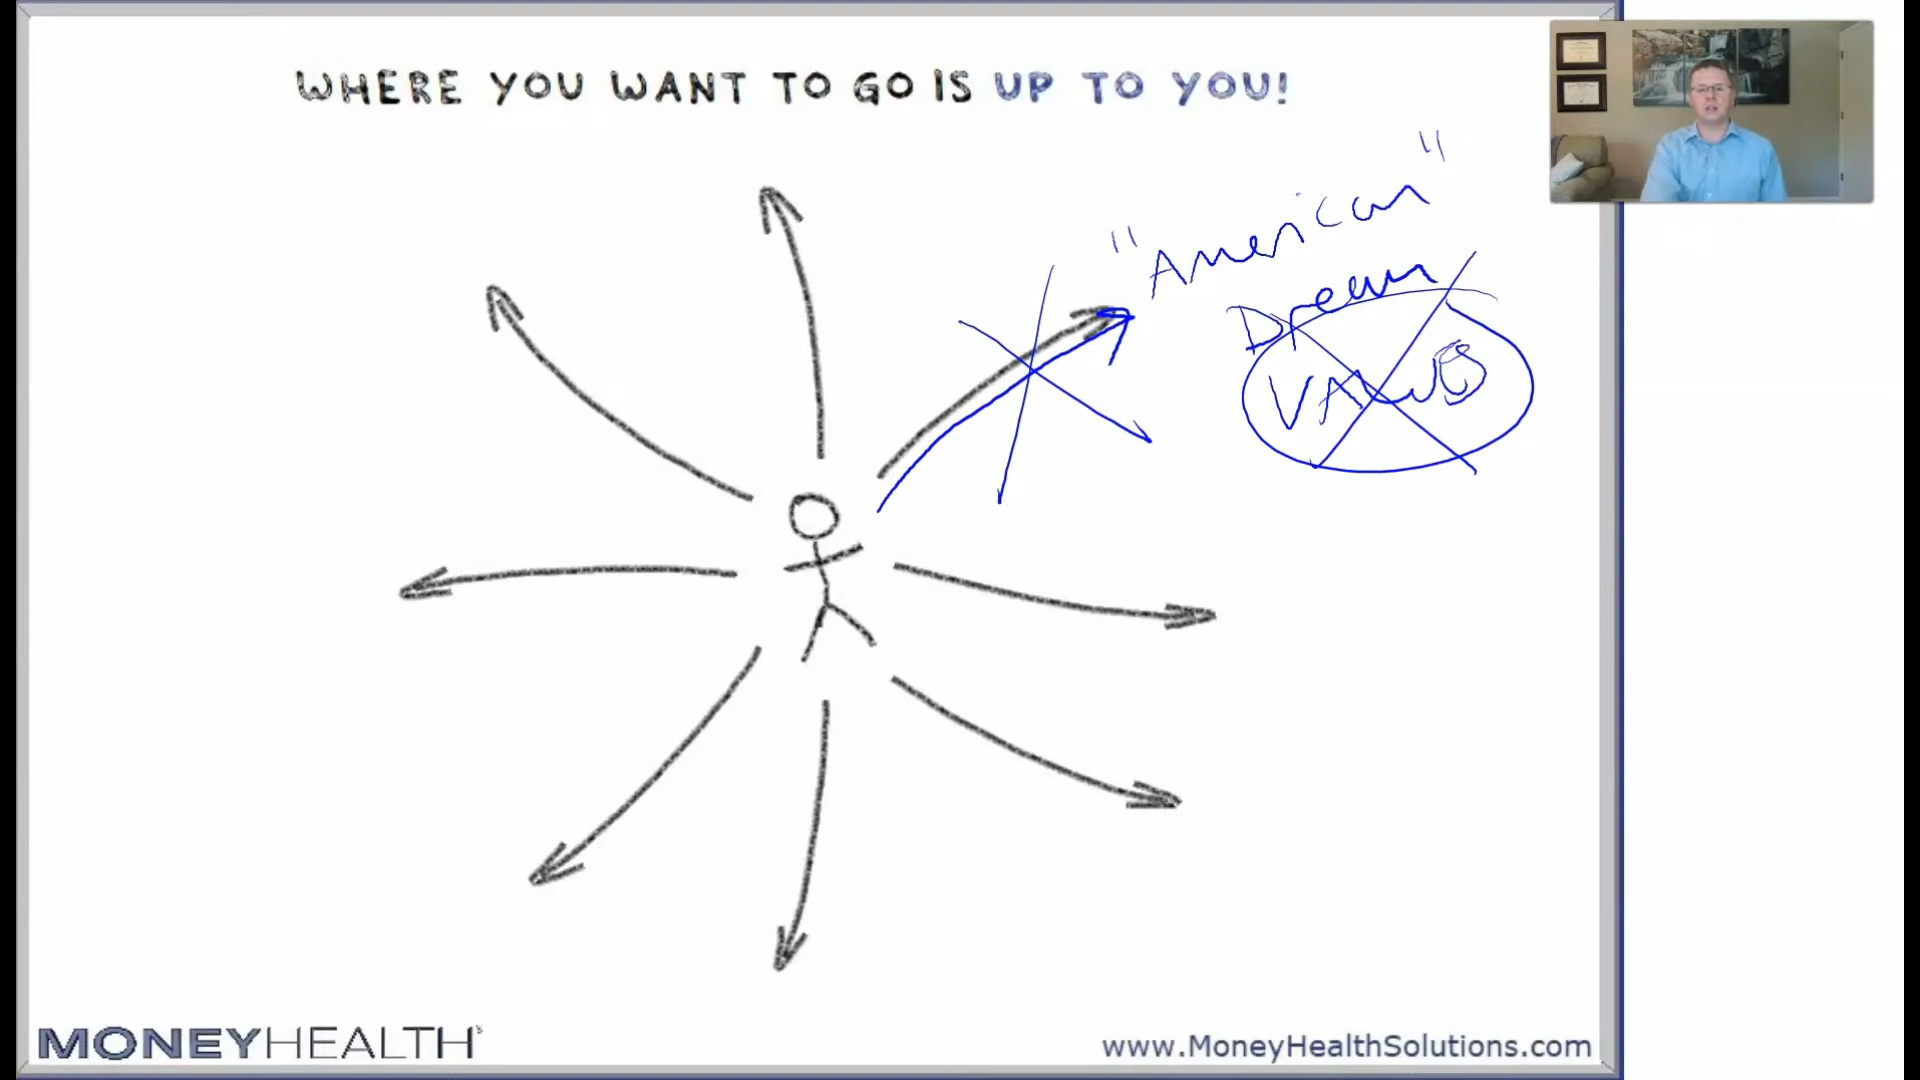 WHERE YOU WANT TO GO IS UP TO YOU!
"American"
Dream
VALUES
MONEYHEALTH
www.MoneyHealthSolutions.com